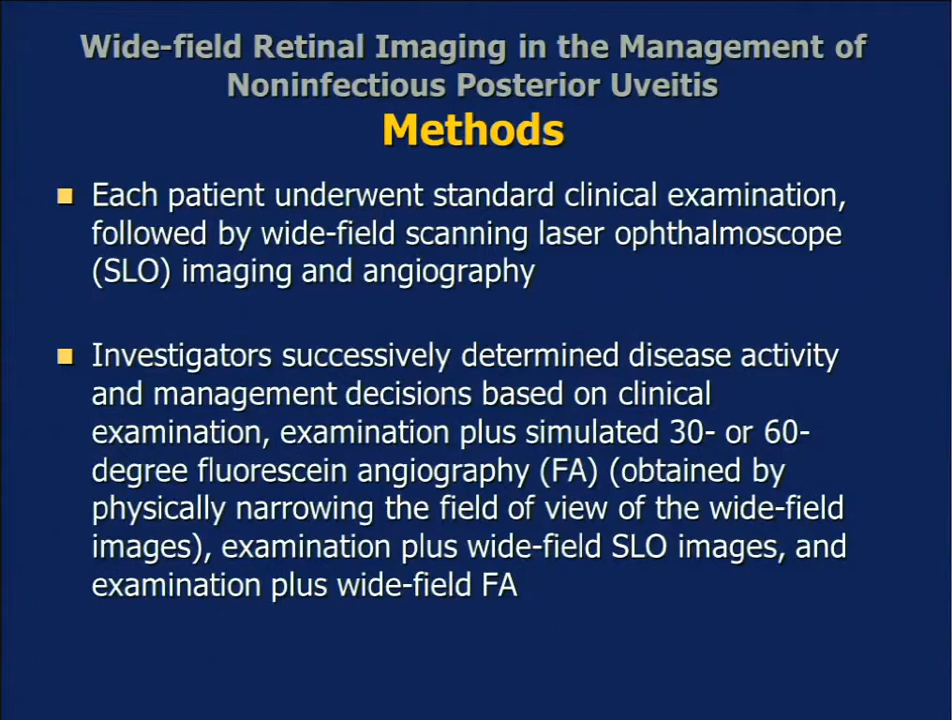 Wide-field Retinal Imaging in the Management of
Noninfectious Posterior Uveitis
Methods
Each patient underwent standard clinical examination,
followed by wide-field scanning laser ophthalmoscope
(SLO) imaging and angiography
Investigators successively determined disease activity
and management decisions based on clinical
examination, examination plus simulated 30- or 60-
degree fluorescein angiography (FA) (obtained by
physically narrowing the field of view of the wide-field
images), examination plus wide-field SLO images, and
examination plus wide-field FA